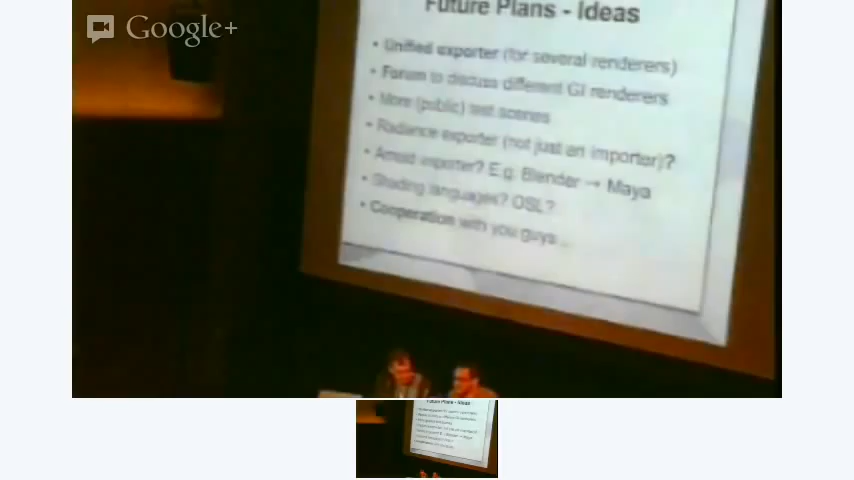 Google+
Future Plans - Ideas
• Unified exporter (for several renderers)
• Forum to discuss different GI renderers
• More (public) test scenes
• Radiance exporter (not just an importer)?
• Arnold exporter? E.g. Blender → Maya
• Shading languages? OSL?
• Cooperation with you guys ...